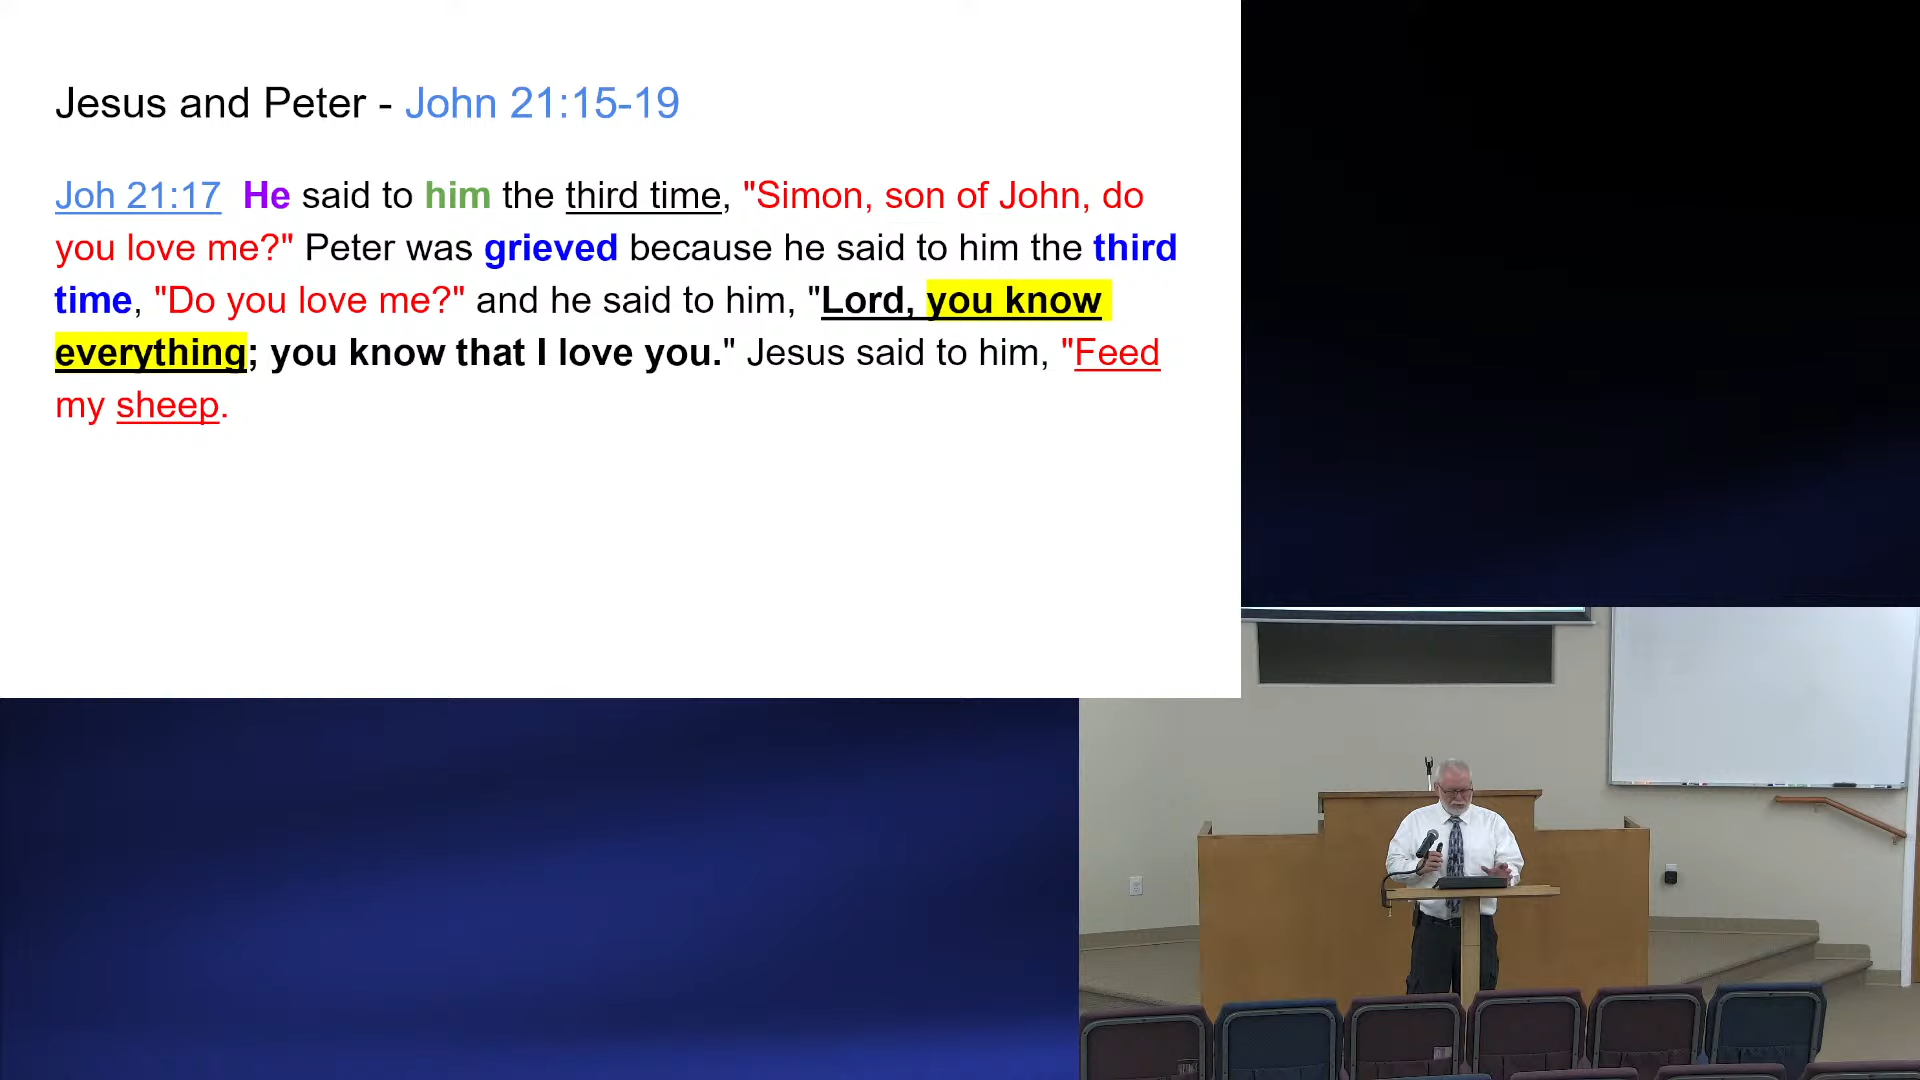 Jesus and Peter - John 21:15-19
Joh 21:17 He said to him the third time, "Simon, son of John, do
you love me?" Peter was grieved because he said to him the third
time, "Do you love me?" and he said to him, "Lord, you know
everything; you know that I love you." Jesus said to him, "Feed
my sheep.